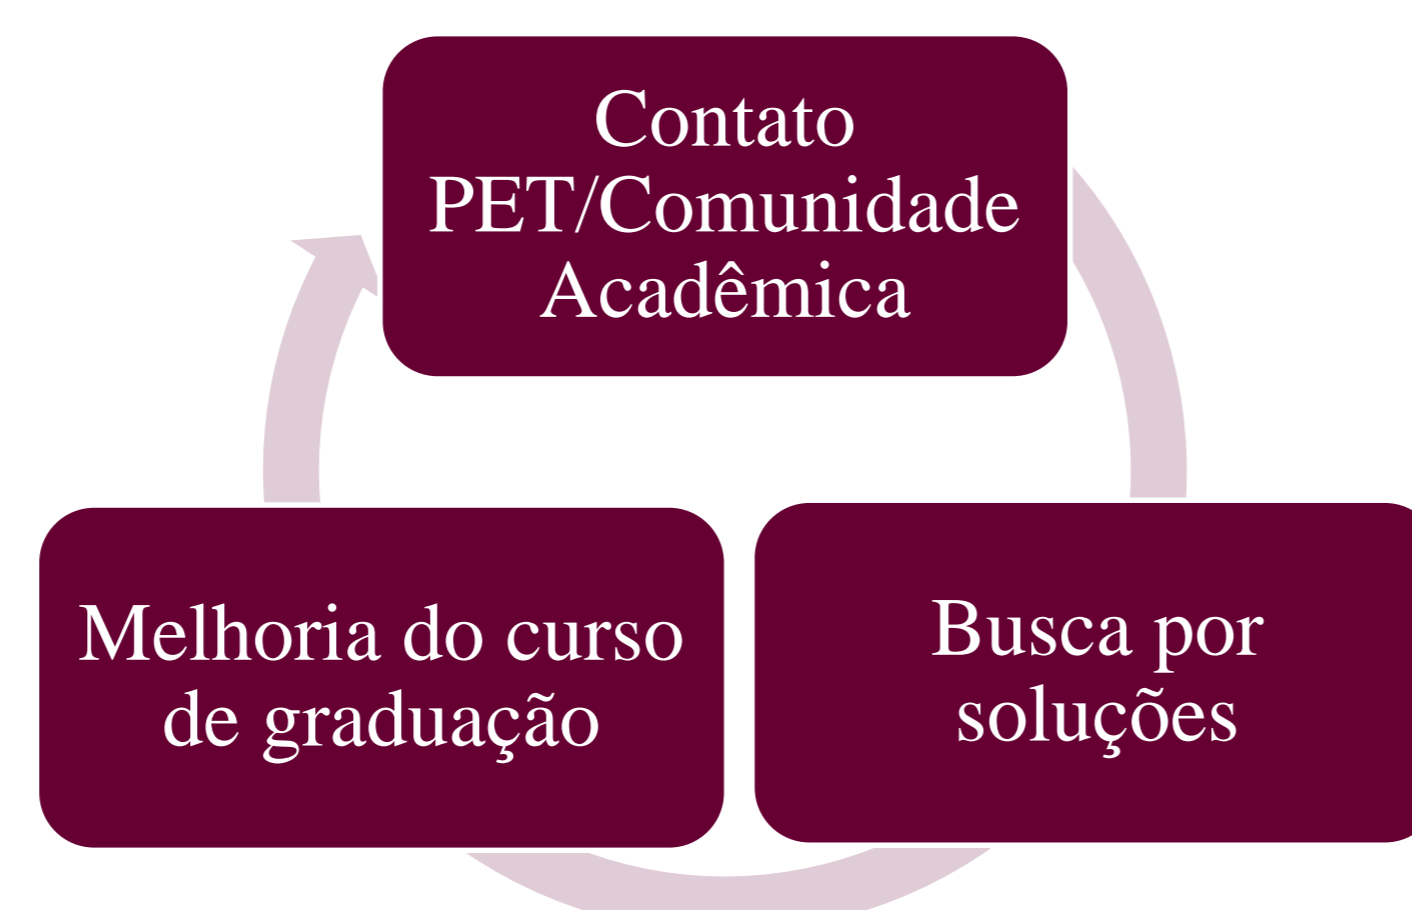 Contato
PET/Comunidade
Acadêmica
Melhoria do curso
de graduação
Busca por
soluções